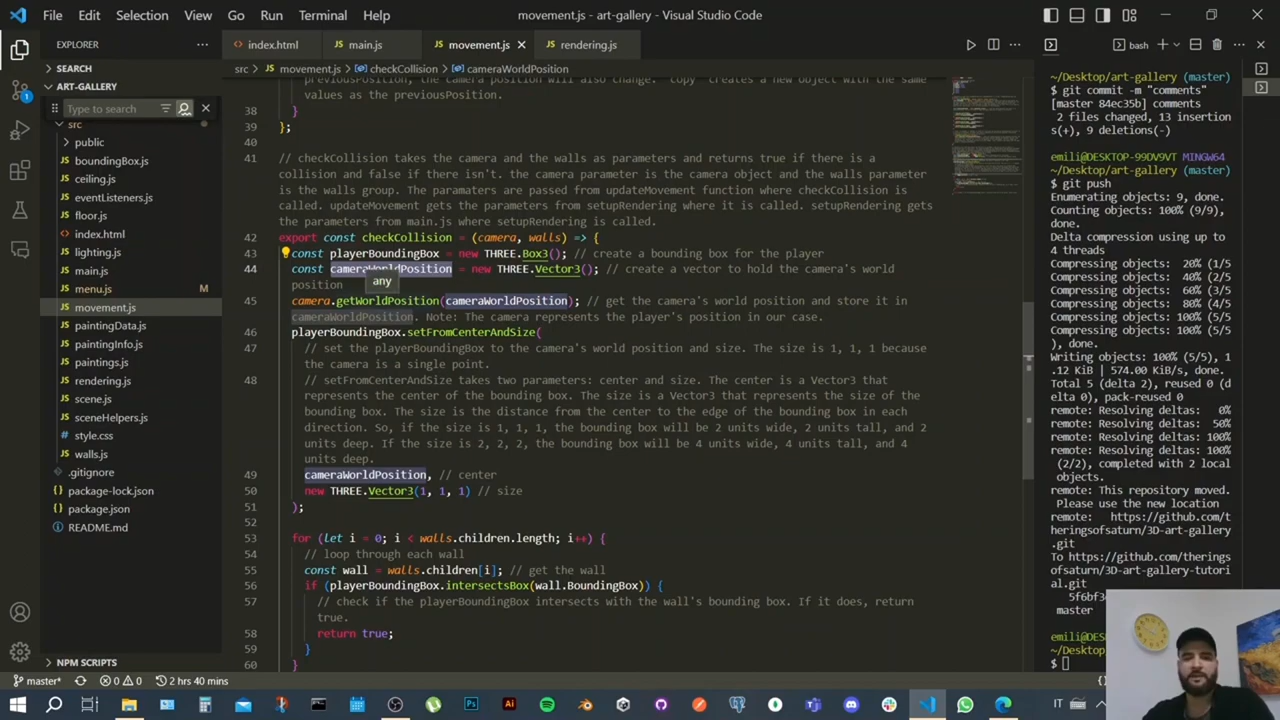 File Edit Selection View Go Run Terminal Help movement.js - art-gallery - Visual Studio Code
EXPLORER
SEARCH
ART-GALLERY
Type to search
src
public
boundingBox.js
ceiling.js
eventListeners.js
floor.js
index.html
lighting.js
main.js
menu.js M
movement.js
paintingData.js
paintingInfo.js
paintings.js
rendering.js
scene.js
sceneHelpers.js
style.css
walls.js
.gitignore
package-lock.json
package.json
README.md
NPM SCRIPTS
index.html main.js movement.js rendering.js
src > movement.js > checkCollision > cameraWorldPosition
previousPosition, the camera position will also change. copy creates a new object with the same
values as the previousPosition.
38 }
39 };
40
41 // checkCollision takes the camera and the walls as parameters and returns true if there is a
collision and false if there isn't. the camera parameter is the camera object and the walls parameter
is the walls group. The paramaters are passed from updateMovement function where checkCollision is
called. updateMovement gets the parameters from setupRendering where it is called. setupRendering gets
the parameters from main.js where setupRendering is called.
42 export const checkCollision = (camera, walls) => {
43 const playerBoundingBox = new THREE.Box3(); // create a bounding box for the player
44 const cameraWorldPosition = new THREE.Vector3(); // create a vector to hold the camera's world
position
any
45 camera.getWorldPosition(cameraWorldPosition); // get the camera's world position and store it in
cameraWorldPosition. Note: The camera represents the player's position in our case.
46 playerBoundingBox.setFromCenterAndSize(
47 // set the playerBoundingBox to the camera's world position and size. The size is 1, 1, 1 because
the camera is a single point.
48 // setFromCenterAndSize takes two parameters: center and size. The center is a Vector3 that
represents the center of the bounding box. The size is a Vector3 that represents the size of the
bounding box. The size is the distance from the center to the edge of the bounding box in each
direction. So, if the size is 1, 1, 1, the bounding box will be 2 units wide, 2 units tall, and 2
units deep. If the size is 2, 2, 2, the bounding box will be 4 units wide, 4 units tall, and 4
units deep.
49 cameraWorldPosition, // center
50 new THREE.Vector3(1, 1, 1) // size
51 );
52
53 for (let i = 0; i < walls.children.length; i++) {
54 // loop through each wall
55 const wall = walls.children[i]; // get the wall
56 if (playerBoundingBox.intersectsBox(wall.BoundingBox)) {
57 // check if the playerBoundingBox intersects with the wall's bounding box. If it does, return
true.
58 return true;
59 }
60 }
bash
~/Desktop/art-gallery (master)
$ git commit -m "comments"
[master 84ec35b] comments
2 files changed, 13 insertion
s(+), 9 deletions(-)
emili@DESKTOP-99DV9VT MINGW64
~/Desktop/art-gallery (master)
$ git push
Enumerating objects: 9, done.
Counting objects: 100% (9/9),
done.
Delta compression using up to
4 threads
Compressing objects: 20% (1/5
Compressing objects: 40% (2/5
Compressing objects: 60% (3/5
Compressing objects: 80% (4/5
Compressing objects: 100% (5/5
Compressing objects: 100% (5/5
), done.
Writing objects: 100% (5/5), 1
.12 KiB | 574.00 KiB/s, done.
Total 5 (delta 2), reused 0 (d
elta 0), pack-reused 0
remote: Resolving deltas: 0%
remote: Resolving deltas: 50%
remote: Resolving deltas: 100%
(2/2), completed with 2 local
objects.
remote: This repository moved.
Please use the new location
remote: https://github.com/t
heringsofsaturn/3D-art-gallery-
.git
To https://github.com/thering
sofsaturn/3D-art-gallery-tutori
al.git
5f6bf3
master
emili@
$
master* 0 0 2 hrs 40 mins
IT